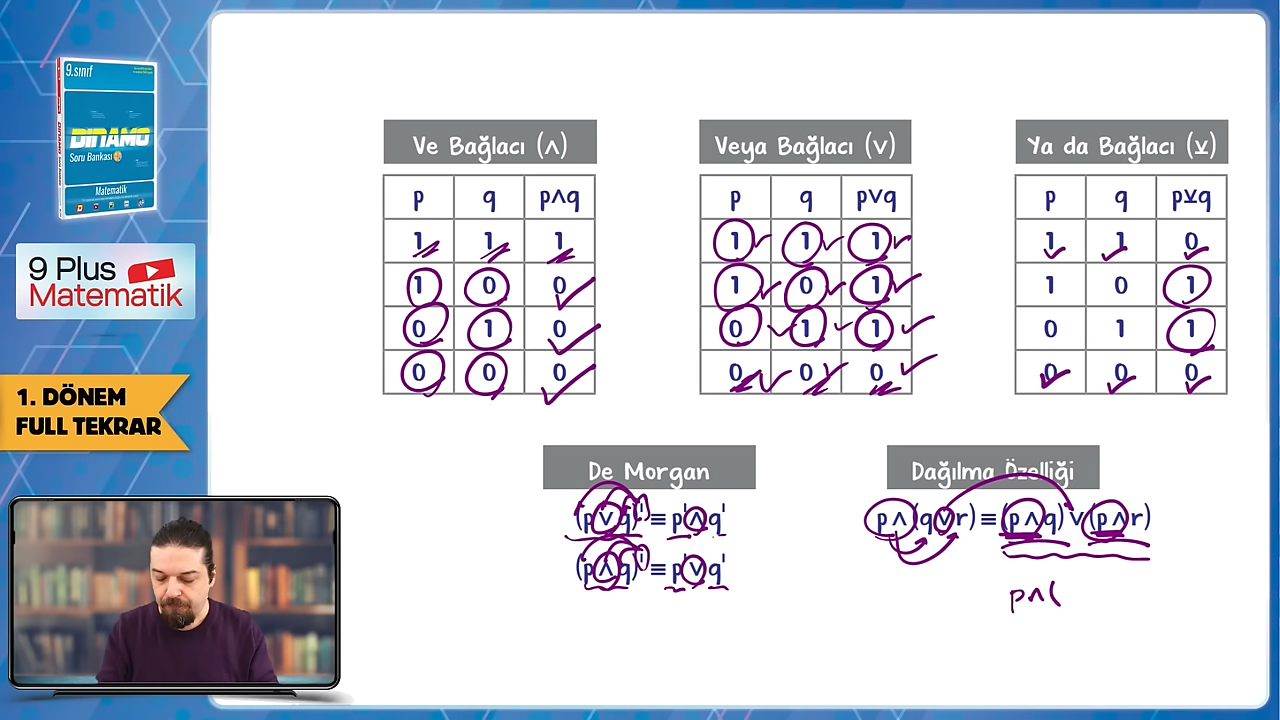 9.sınıf
DINAMO
Soru Bankası
Matematik
9 Plus
Matematik
1. DÖNEM
FULL TEKRAR
Ve Bağlacı (∧)
p q p∧q
1 1 1
1 0 0
0 1 0
0 0 0
Veya Bağlacı (∨)
p q p∨q
1 1 1
1 0 1
0 1 1
0 0 0
Ya da Bağlacı (⊻)
p q p⊻q
1 1 0
1 0 1
0 1 1
0 0 0
De Morgan
(p∨q)' ≡ p'∧q'
(p∧q)' ≡ p'∨q'
Dağılma Özelliği
p∧(q∨r) ≡ (p∧q)∨(p∧r)
p∧(